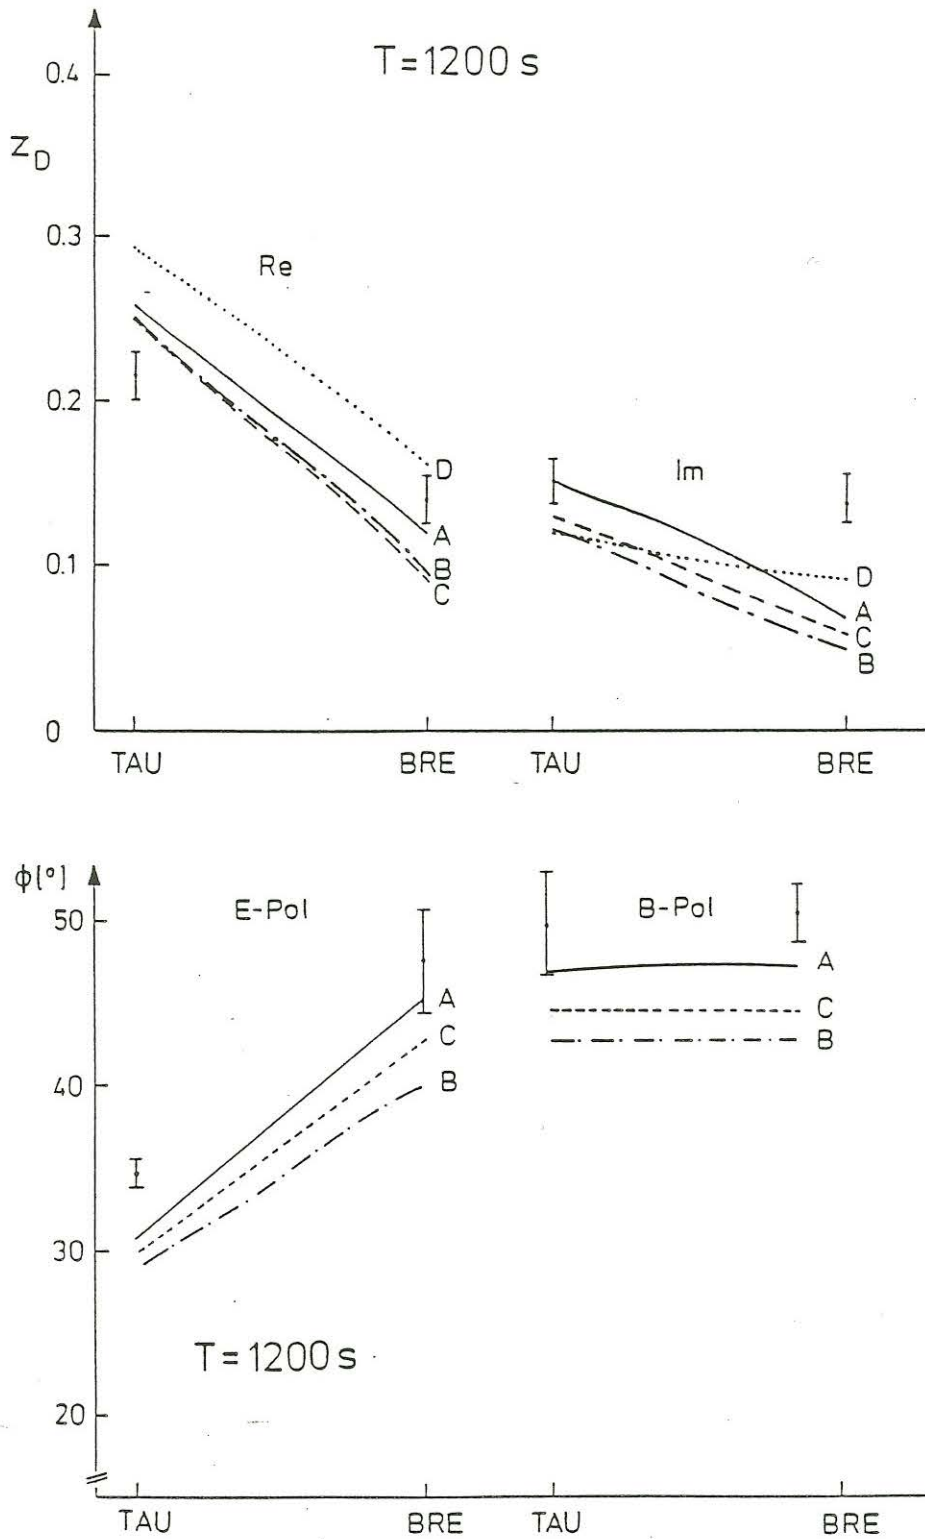 T=1200 s
0.4
Z_D
0.3
Re
0.2
D
Im
A
0.1
B
D
C
A
C
B
0
TAU BRE TAU BRE
ϕ[°]
E-Pol B-Pol
50
A
A
C
C
B
40
B
30
T=1200 s
20
TAU BRE TAU BRE